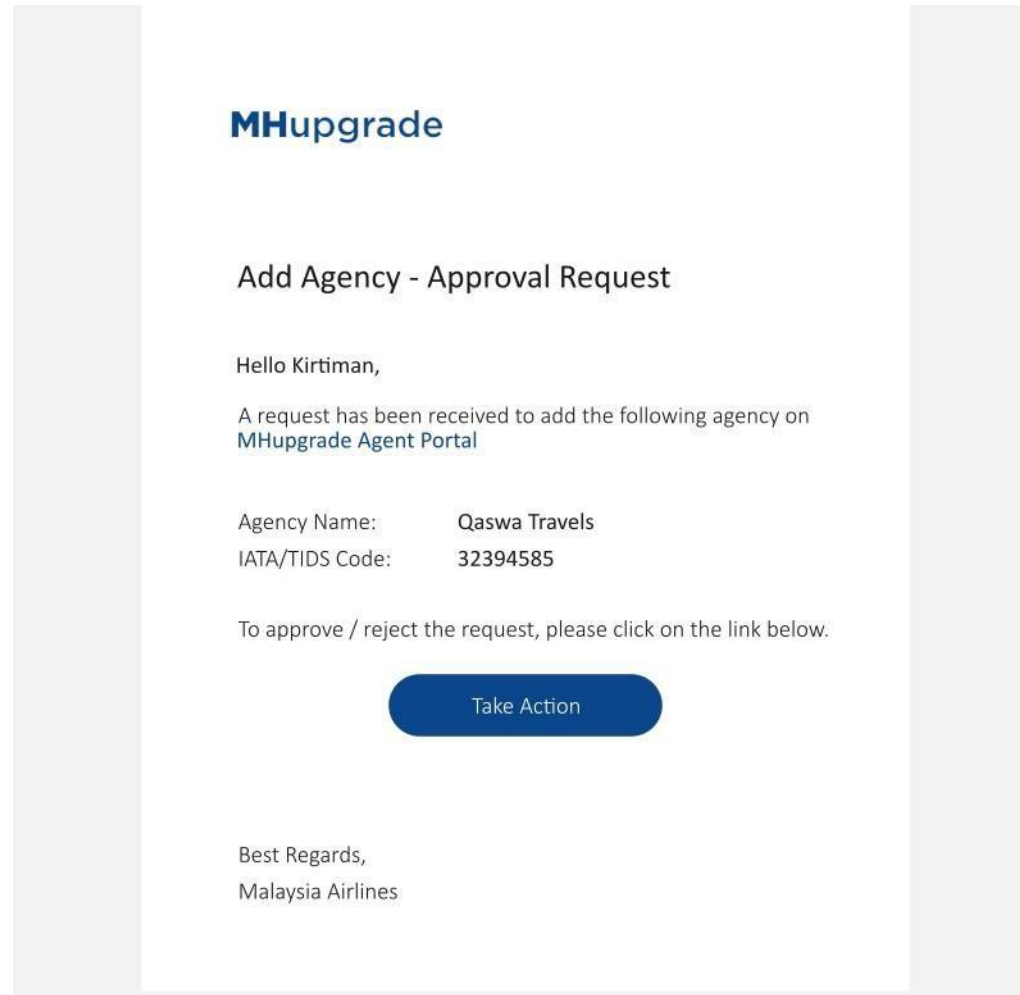 MHupgrade
Add Agency - Approval Request
Hello Kirtiman,
A request has been received to add the following agency on
MHupgrade Agent Portal
Agency Name: Qaswa Travels
IATA/TIDS Code: 32394585
To approve / reject the request, please click on the link below.
Take Action
Best Regards,
Malaysia Airlines